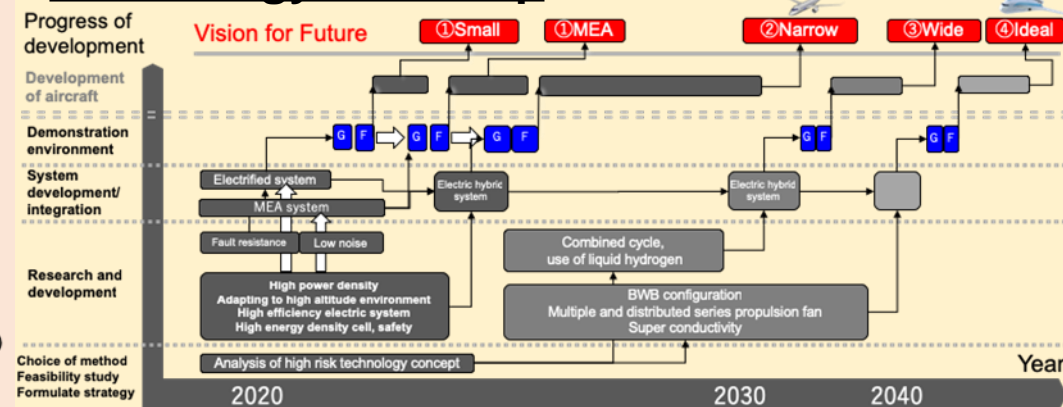 Progress of
development
Vision for Future
①Small
①MEA
②Narrow
③Wide
④Ideal
Development
of aircraft
Demonstration
environment
G F G F G F G F G F
System
development/
integration
Electrified system
MEA system
Electric hybrid
system
Electric hybrid
system
Fault resistance
Low noise
Combined cycle,
use of liquid hydrogen
Research and
development
High power density
Adapting to high altitude environment
High efficiency electric system
High energy density cell, safety
BWB configuration
Multiple and distributed series propulsion fan
Super conductivity
Choice of method
Feasibility study
Formulate strategy
Analysis of high risk technology concept
Year
2020
2030
2040